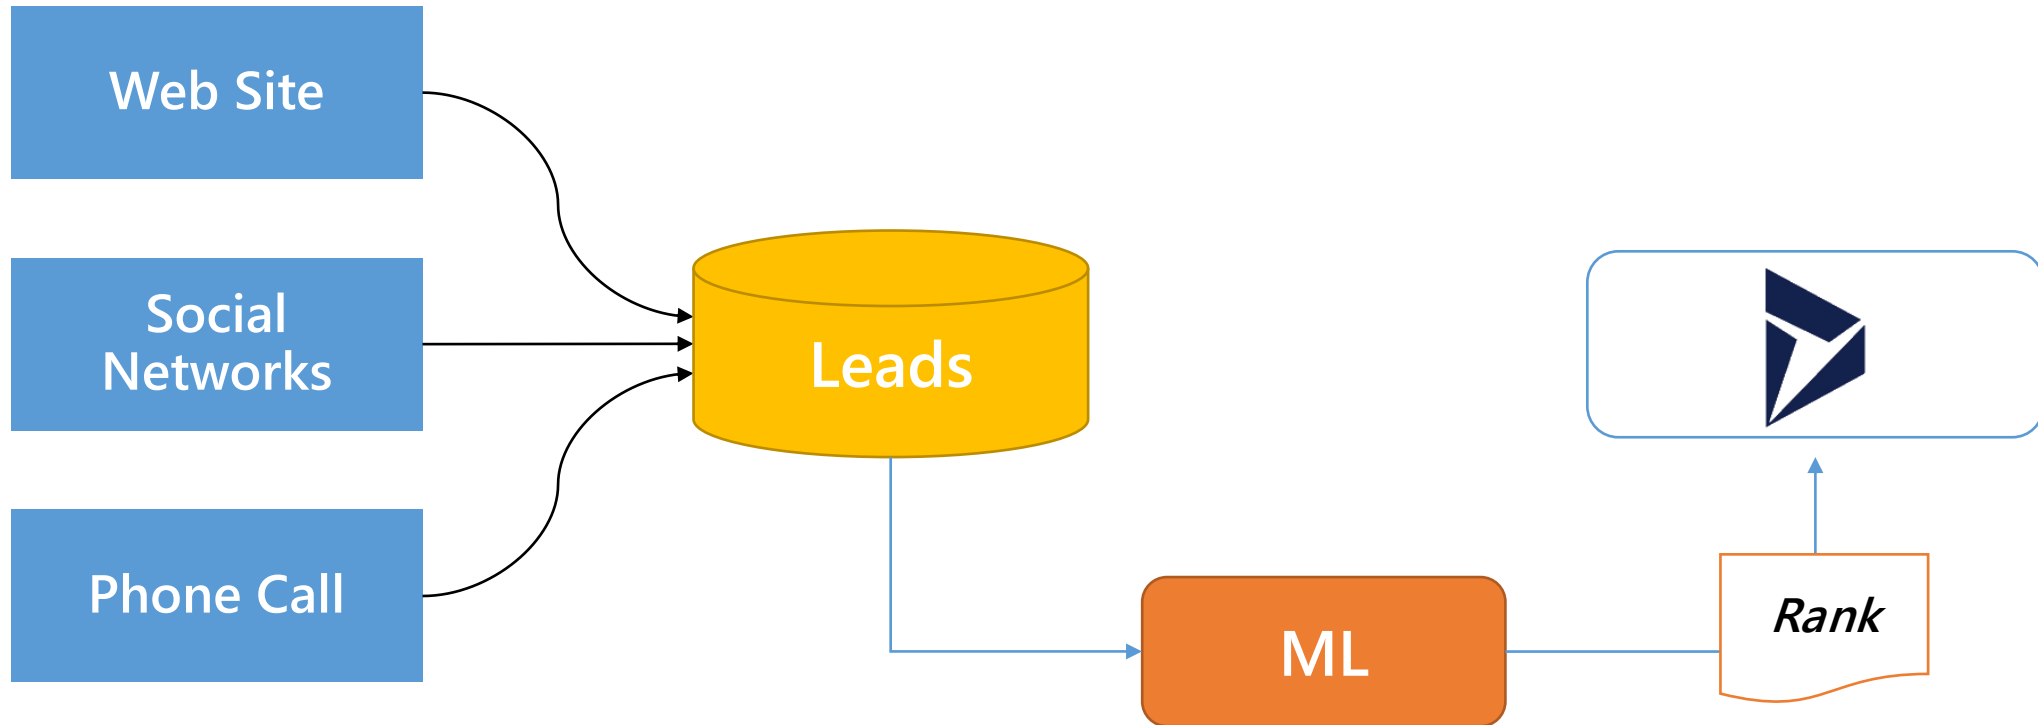 Web Site
Social
Networks
Phone Call
Leads
ML
Rank